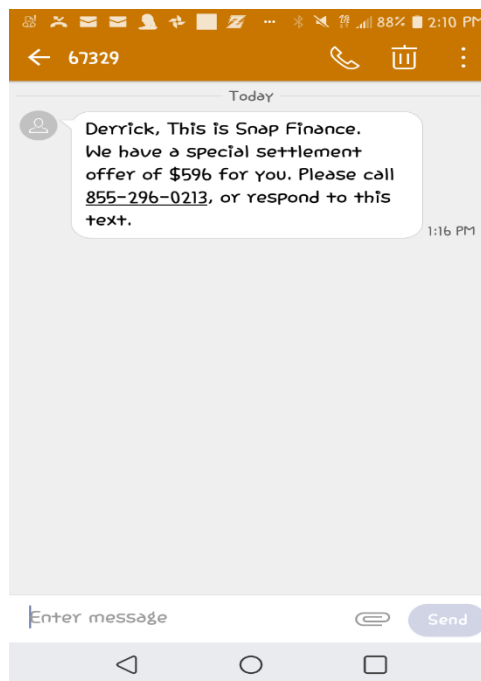 88% 2:10 PM
67329
Today
Derrick, This is Snap Finance.
We have a special settlement
offer of $596 for you. Please call
855-296-0213, or respond to this
text.
1:16 PM
Enter message
Send